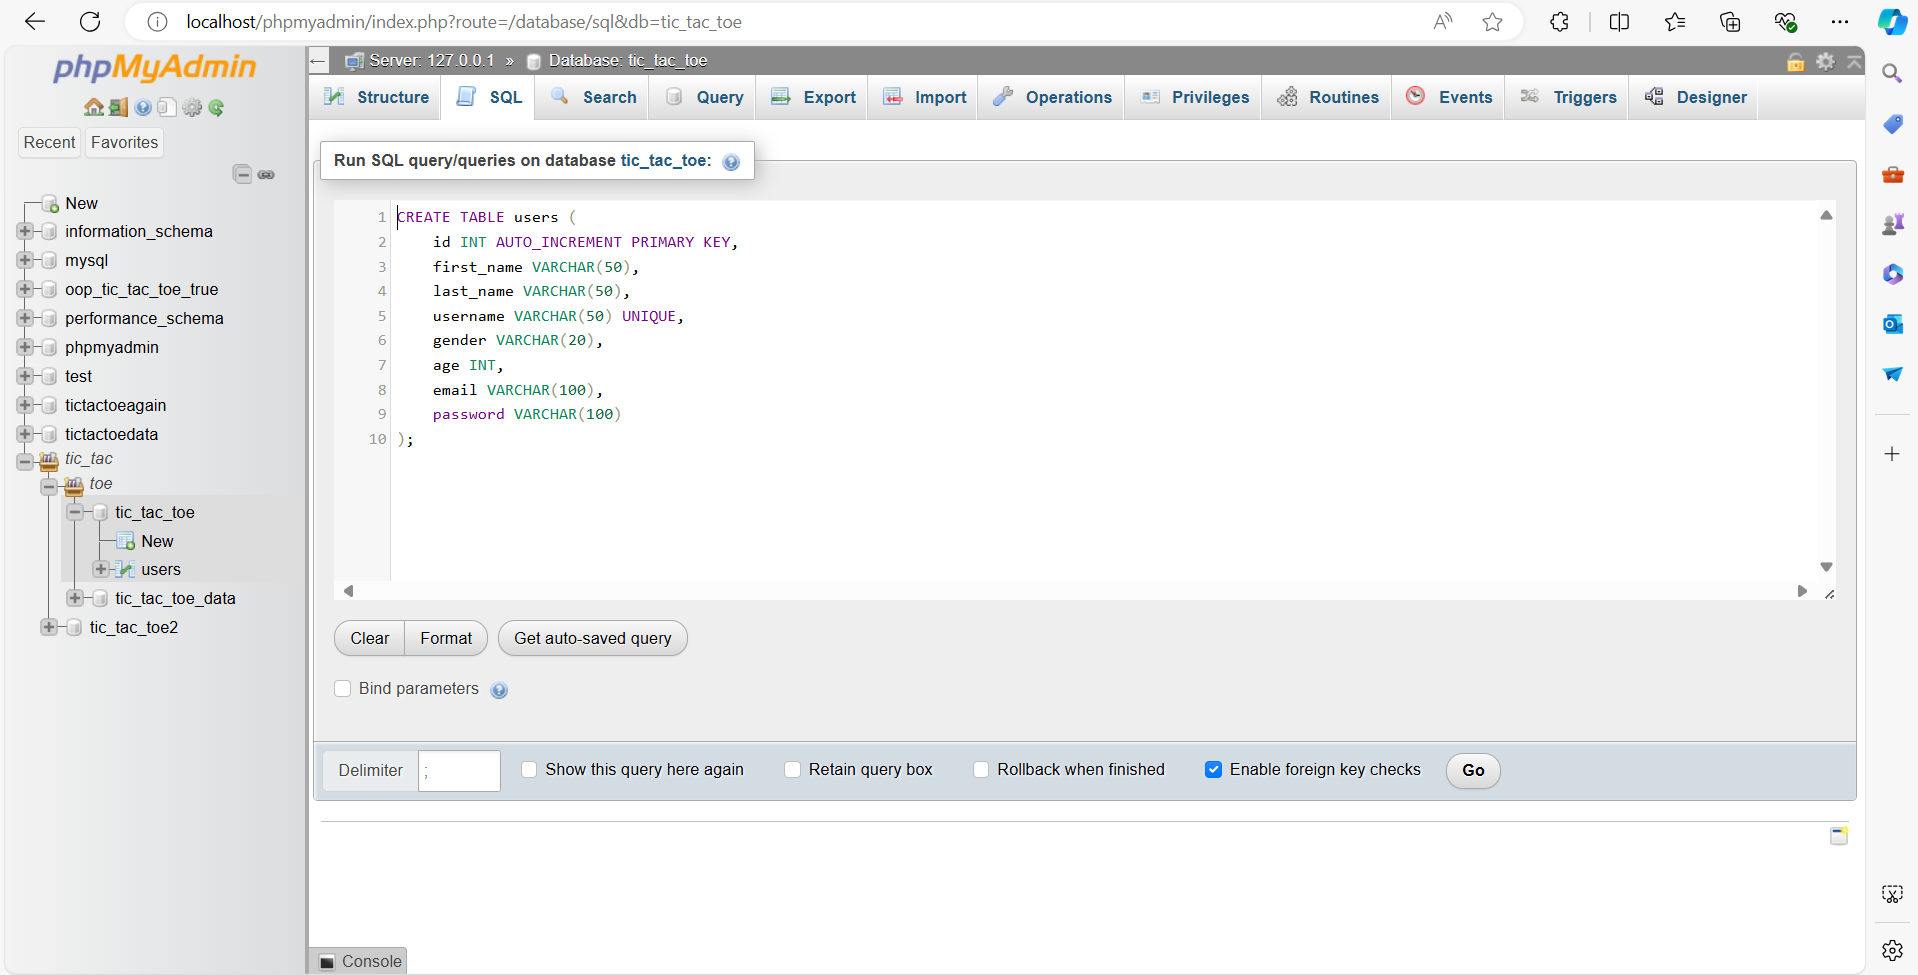 localhost/phpmyadmin/index.php?route=/database/sql&db=tic_tac_toe
phpMyAdmin
Recent Favorites
New
information_schema
mysql
oop_tic_tac_toe_true
performance_schema
phpmyadmin
test
tictactoeagain
tictactoedata
tic_tac
toe
tic_tac_toe
New
users
tic_tac_toe_data
tic_tac_toe2
Server: 127.0.0.1 » Database: tic_tac_toe
Structure SQL Search Query Export Import Operations Privileges Routines Events Triggers Designer
Run SQL query/queries on database tic_tac_toe:
1 CREATE TABLE users (
2 id INT AUTO_INCREMENT PRIMARY KEY,
3 first_name VARCHAR(50),
4 last_name VARCHAR(50),
5 username VARCHAR(50) UNIQUE,
6 gender VARCHAR(20),
7 age INT,
8 email VARCHAR(100),
9 password VARCHAR(100)
10 );
Clear Format Get auto-saved query
Bind parameters
Delimiter ; Show this query here again Retain query box Rollback when finished Enable foreign key checks Go
Console